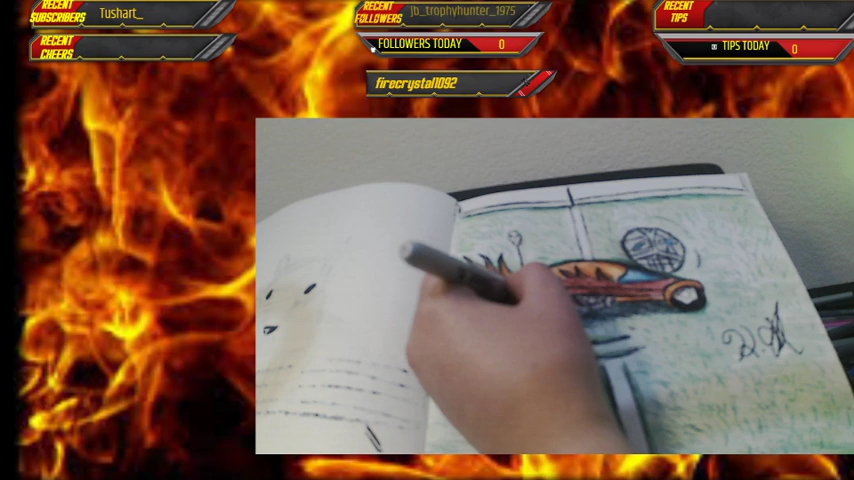 RECENT SUBSCRIBERS Tushart_
RECENT CHEERS
RECENT FOLLOWERS jb_trophyhunter_1975
FOLLOWERS TODAY 0
firecrystal1092
RECENT TIPS
TIPS TODAY 0